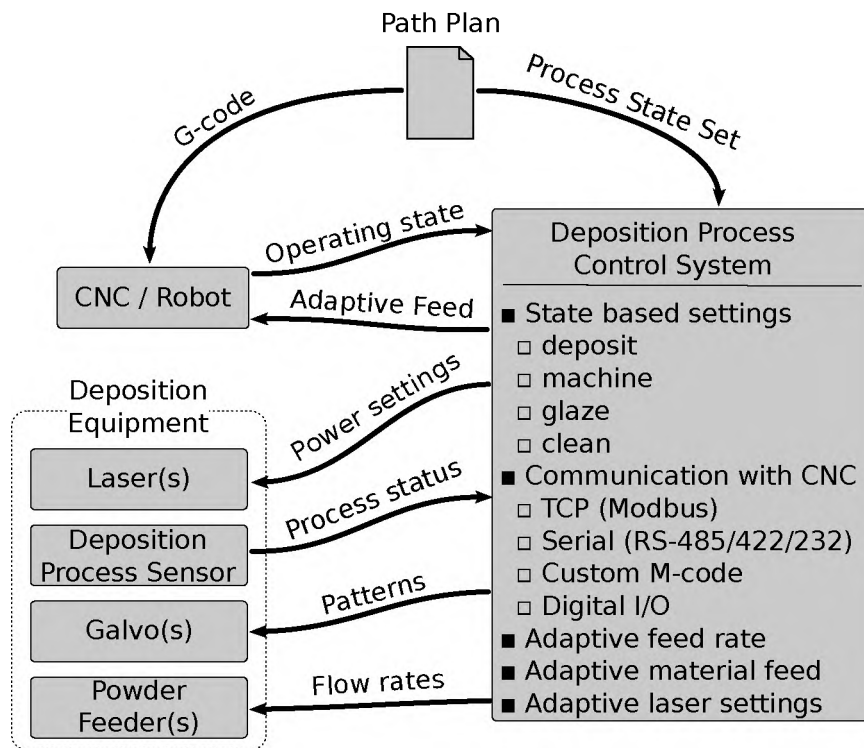 Path Plan
G-code
Process State Set
Operating state
CNC / Robot
Adaptive Feed
Power settings
Deposition
Equipment
Laser(s)
Process status
Deposition
Process Sensor
Patterns
Galvo(s)
Flow rates
Powder
Feeder(s)
Deposition Process
Control System
■ State based settings
□ deposit
□ machine
□ glaze
□ clean
■ Communication with CNC
□ TCP (Modbus)
□ Serial (RS-485/422/232)
□ Custom M-code
□ Digital I/O
■ Adaptive feed rate
■ Adaptive material feed
■ Adaptive laser settings